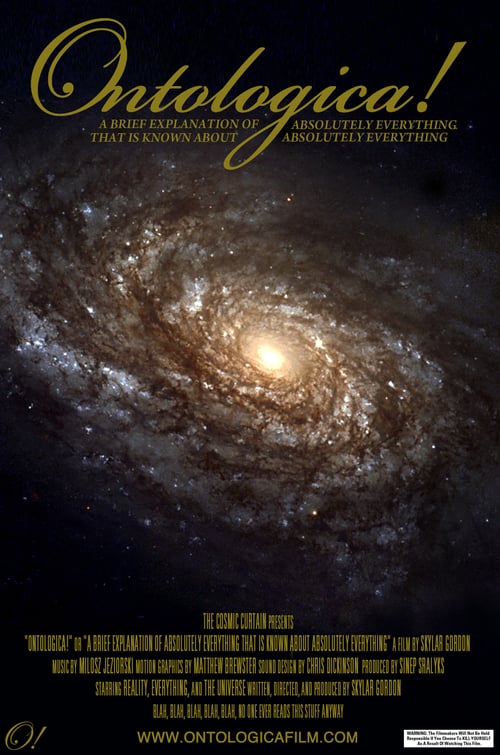 Ontologica!
A BRIEF EXPLANATION OF ABSOLUTELY EVERYTHING
THAT IS KNOWN ABOUT ABSOLUTELY EVERYTHING
THE COSMIC CURTAIN PRESENTS
"ONTOLOGICA!" OR "A BRIEF EXPLANATION OF ABSOLUTELY EVERYTHING THAT IS KNOWN ABOUT ABSOLUTELY EVERYTHING" A FILM BY SKYLAR GORDON
MUSIC BY MILOSZ JEZIORSKI MOTION GRAPHICS BY MATTHEW BREWSTER SOUND DESIGN BY CHRIS DICKINSON PRODUCED BY SINEP SRALYKS
STARRING REALITY, EVERYTHING, AND THE UNIVERSE WRITTEN, DIRECTED, AND PRODUCED BY SKYLAR GORDON
BLAH, BLAH, BLAH, BLAH, BLAH, NO ONE EVER READS THIS STUFF ANYWAY
WWW.ONTOLOGICAFILM.COM
O!
WARNING: The Filmmakers Will Not Be Held
Responsible If You Choose To KILL YOURSELF
As A Result Of Watching This Film.